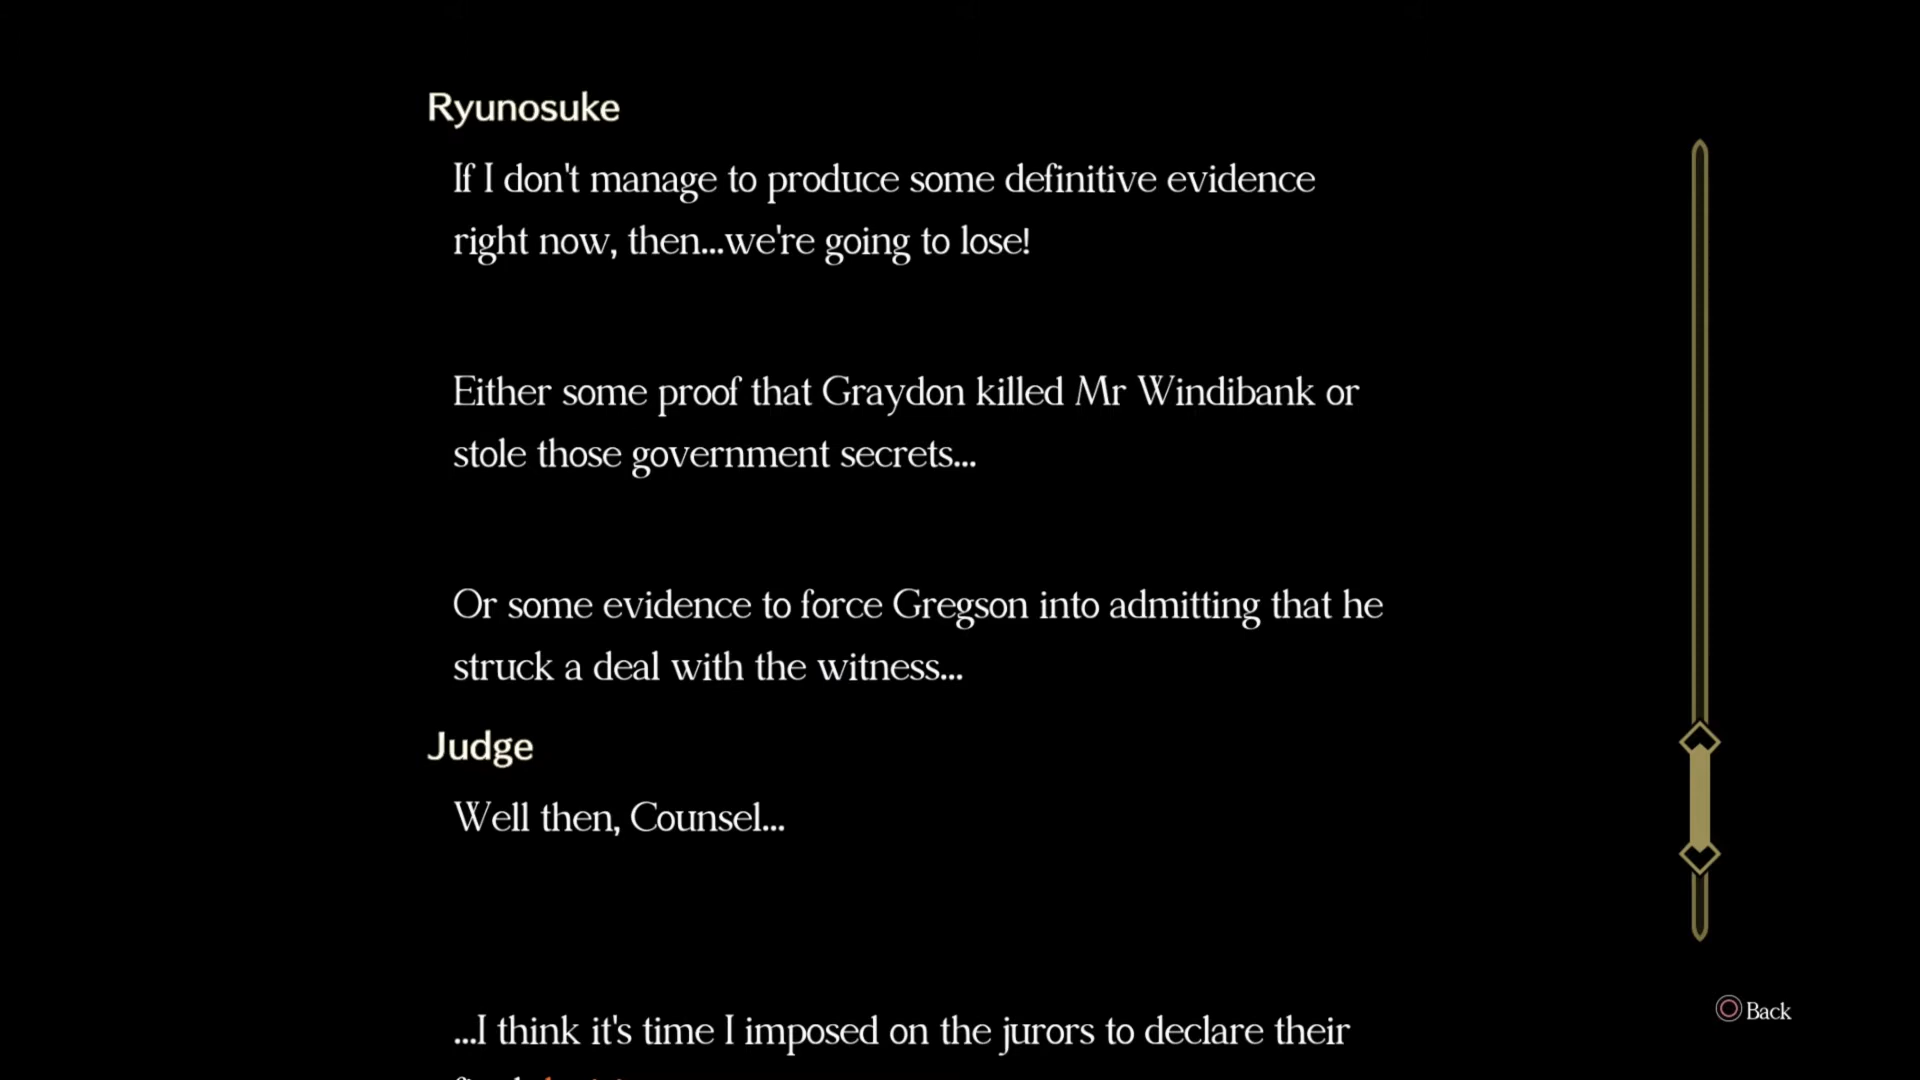 Ryunosuke
If I don't manage to produce some definitive evidence
right now, then...we're going to lose!
Either some proof that Graydon killed Mr Windibank or
stole those government secrets...
Or some evidence to force Gregson into admitting that he
struck a deal with the witness...
Judge
Well then, Counsel...
...I think it's time I imposed on the jurors to declare their
Back